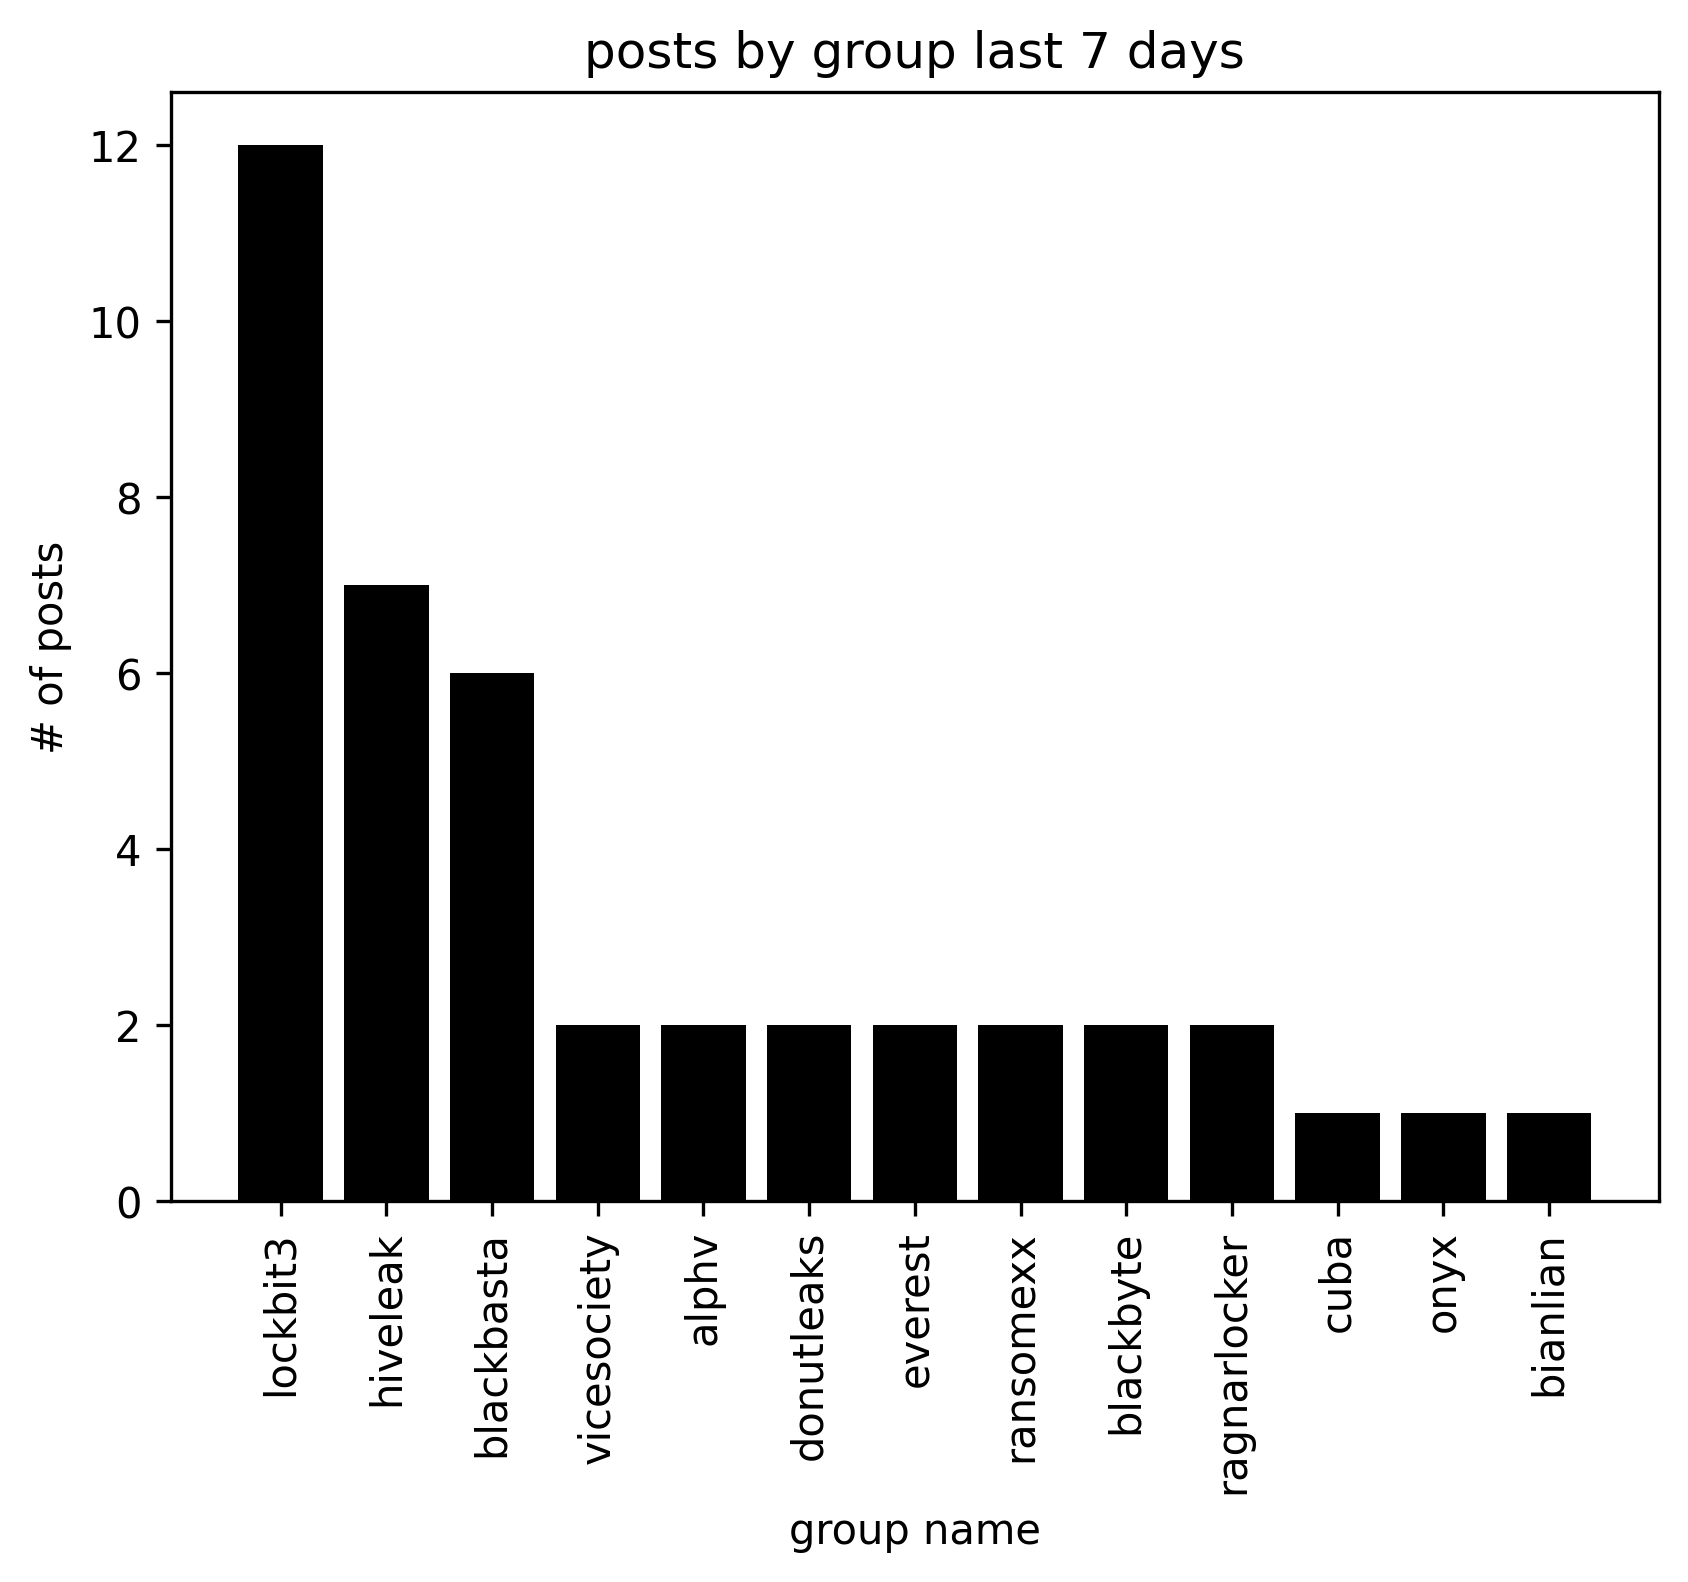 posts by group last 7 days
12
10
8
6
4
2
0
# of posts
lockbit3
hiveleak
blackbasta
vicesociety
alphv
donutleaks
everest
ransomexx
blackbyte
ragnarlocker
cuba
onyx
bianlian
group name